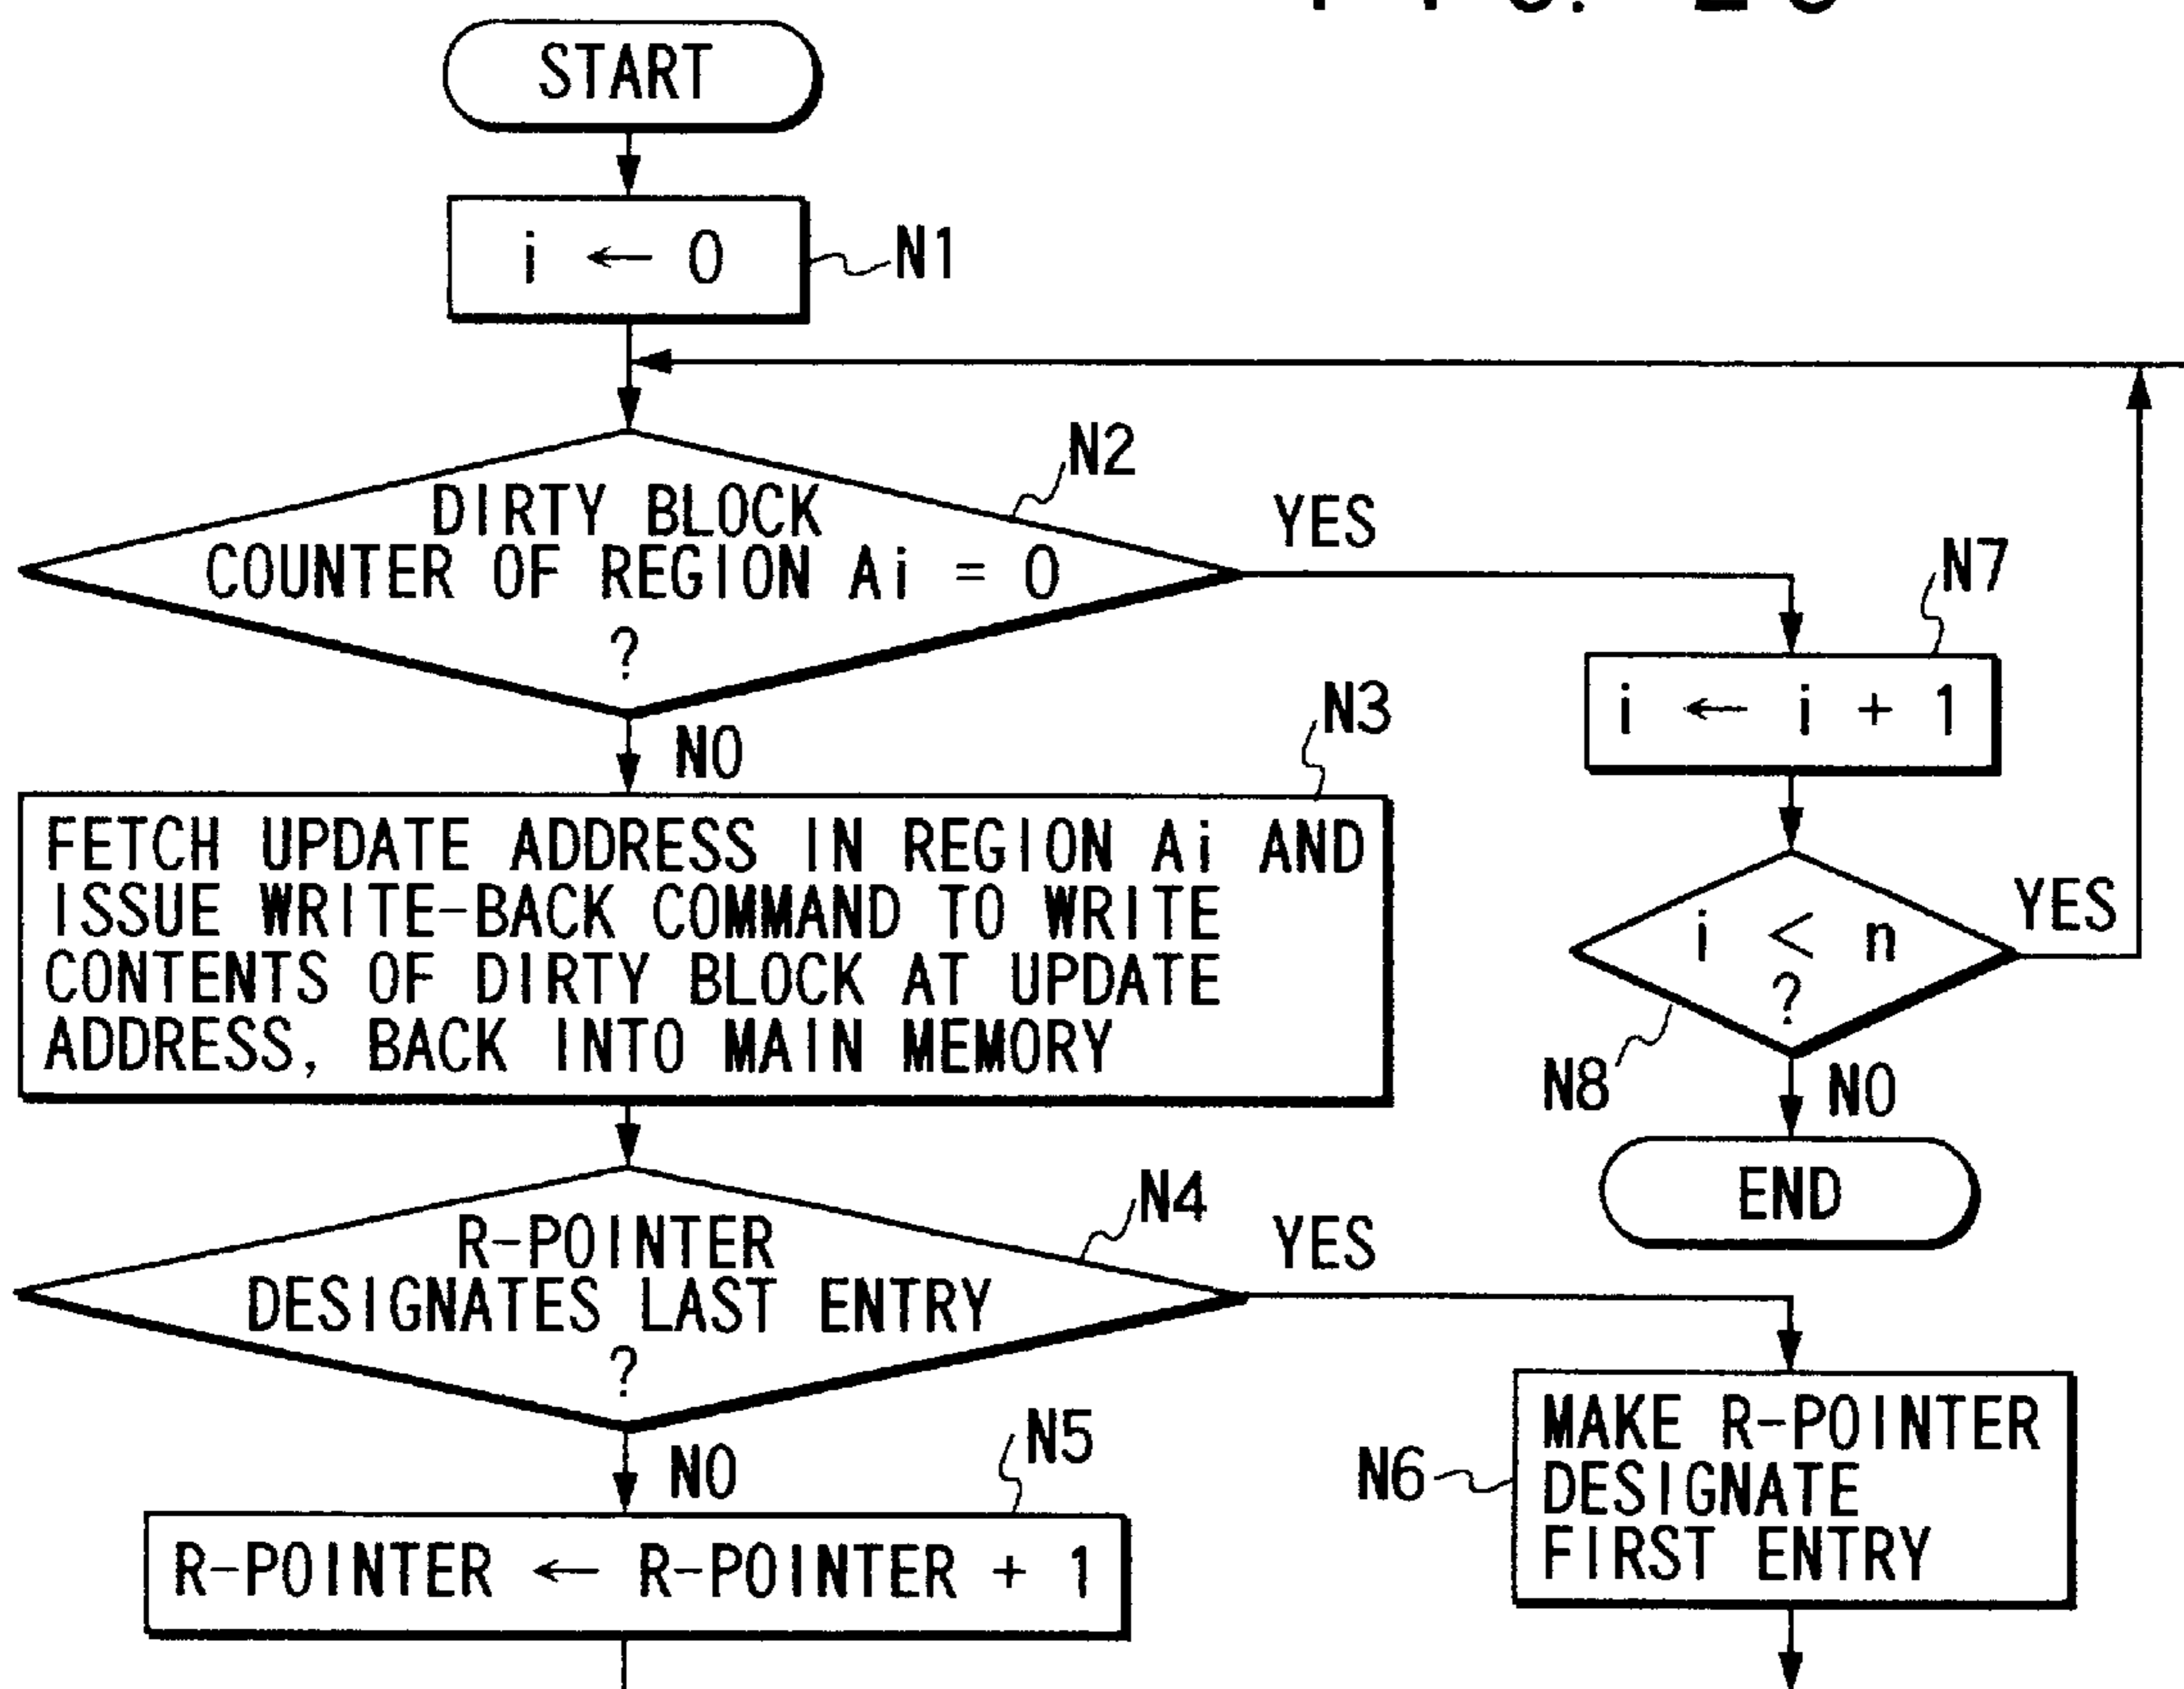 START
i ← 0
N1
N2
DIRTY BLOCK
COUNTER OF REGION Ai = 0
?
YES
N7
i ← i + 1
NO
N3
FETCH UPDATE ADDRESS IN REGION Ai AND
ISSUE WRITE-BACK COMMAND TO WRITE
CONTENTS OF DIRTY BLOCK AT UPDATE
ADDRESS, BACK INTO MAIN MEMORY
i < n
?
YES
N8
NO
END
N4
R-POINTER
DESIGNATES LAST ENTRY
?
YES
NO
N5
R-POINTER ← R-POINTER + 1
N6
MAKE R-POINTER
DESIGNATE
FIRST ENTRY